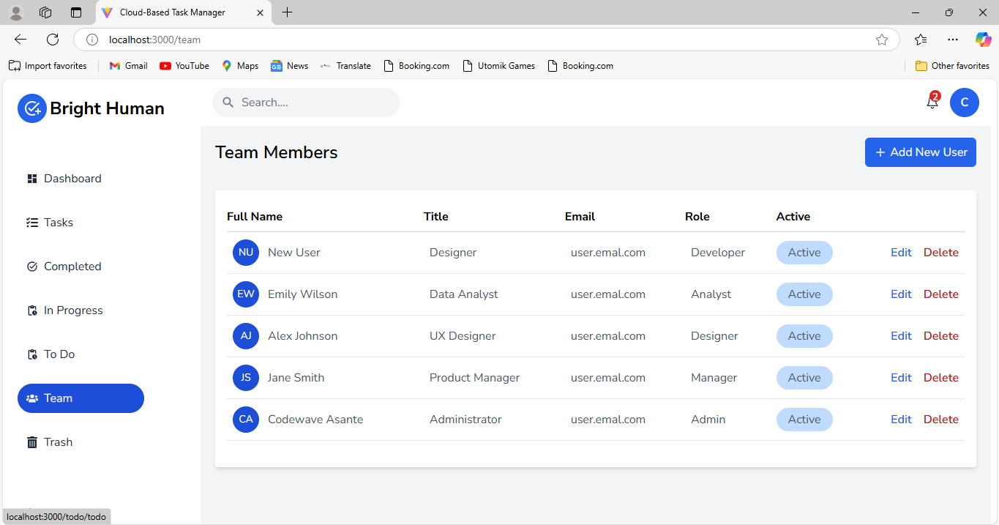 Cloud-Based Task Manager
localhost:3000/team
Import favorites Gmail YouTube Maps News Translate Booking.com Utomik Games Booking.com Other favorites
Bright Human
Search....
2
C
Team Members
+ Add New User
Dashboard
Tasks
Completed
In Progress
To Do
Team
Trash
Full Name Title Email Role Active
NU New User Designer user.emal.com Developer Active Edit Delete
EW Emily Wilson Data Analyst user.emal.com Analyst Active Edit Delete
AJ Alex Johnson UX Designer user.emal.com Designer Active Edit Delete
JS Jane Smith Product Manager user.emal.com Manager Active Edit Delete
CA Codewave Asante Administrator user.emal.com Admin Active Edit Delete
localhost:3000/todo/todo